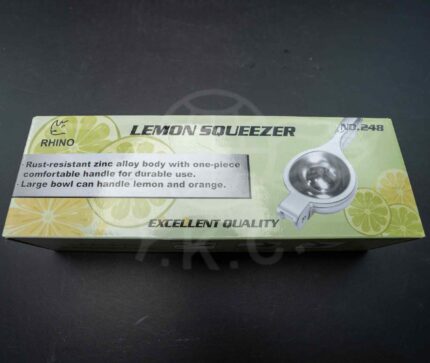 RHINO
LEMON SQUEEZER
NO.248
-Rust-resistant zinc alloy body with one-piece
comfortable handle for durable use.
-Large bowl can handle lemon and orange.
EXCELLENT QUALITY